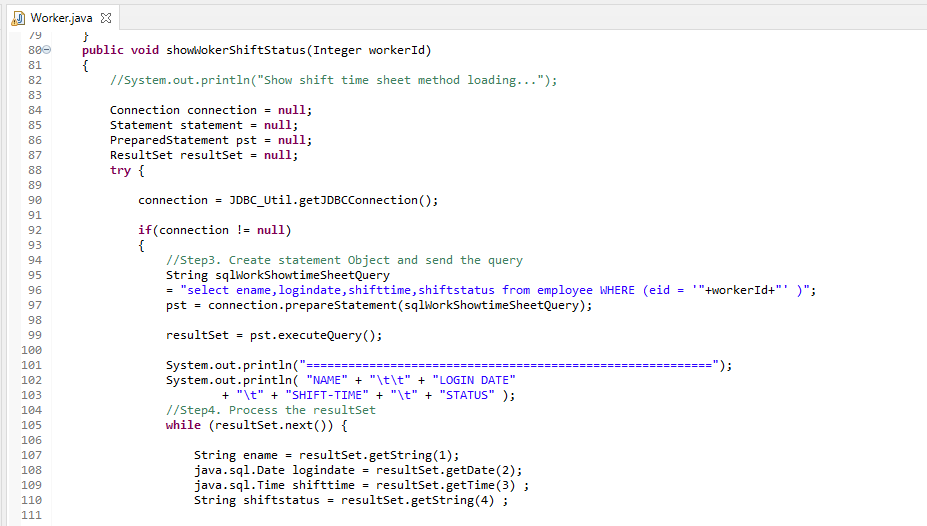 Worker.java
79 }
80 public void showWokerShiftStatus(Integer workerId)
81 {
82 //System.out.println("Show shift time sheet method loading...");
83
84 Connection connection = null;
85 Statement statement = null;
86 PreparedStatement pst = null;
87 ResultSet resultSet = null;
88 try {
89
90 connection = JDBC_Util.getJDBCConnection();
91
92 if(connection != null)
93 {
94 //Step3. Create statement Object and send the query
95 String sqlWorkShowtimeSheetQuery
96 = "select ename,logindate,shifttime,shiftstatus from employee WHERE (eid = '"+workerId+"' )";
97 pst = connection.prepareStatement(sqlWorkShowtimeSheetQuery);
98
99 resultSet = pst.executeQuery();
100
101 System.out.println("==========================================================");
102 System.out.println( "NAME" + "\t\t" + "LOGIN DATE"
103 + "\t" + "SHIFT-TIME" + "\t" + "STATUS" );
104 //Step4. Process the resultSet
105 while (resultSet.next()) {
106
107 String ename = resultSet.getString(1);
108 java.sql.Date logindate = resultSet.getDate(2);
109 java.sql.Time shifttime = resultSet.getTime(3) ;
110 String shiftstatus = resultSet.getString(4) ;
111